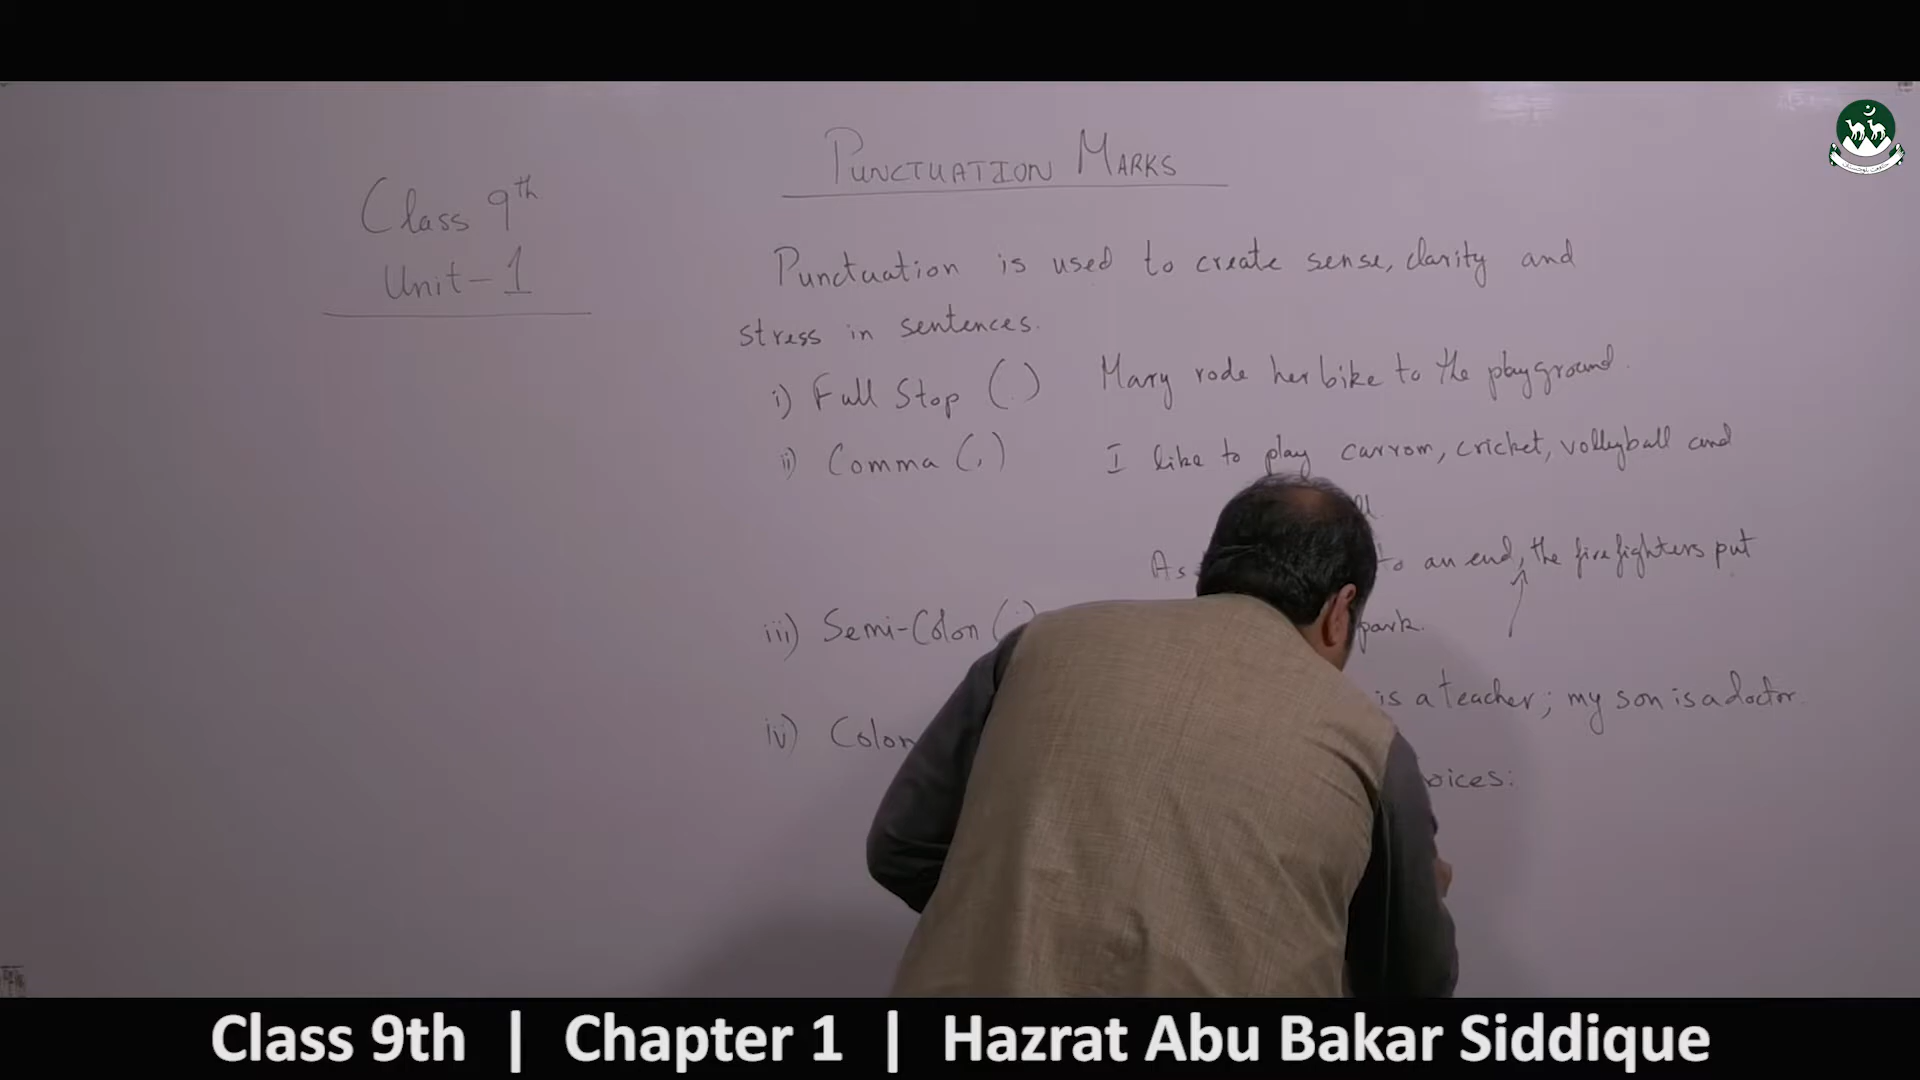 PUNCTUATION MARKS
Class 9th
Unit-1
Punctuation is used to create sense, clarity and
stress in sentences.
i) Full Stop (.) Mary rode her bike to the playground.
ii) Comma (,) I like to play carrom, cricket, volleyball and
As to an end, the firefighters put
iii) Semi-Colon (;) park.
is a teacher; my son is a doctor.
iv) Colon
Class 9th | Chapter 1 | Hazrat Abu Bakar Siddique